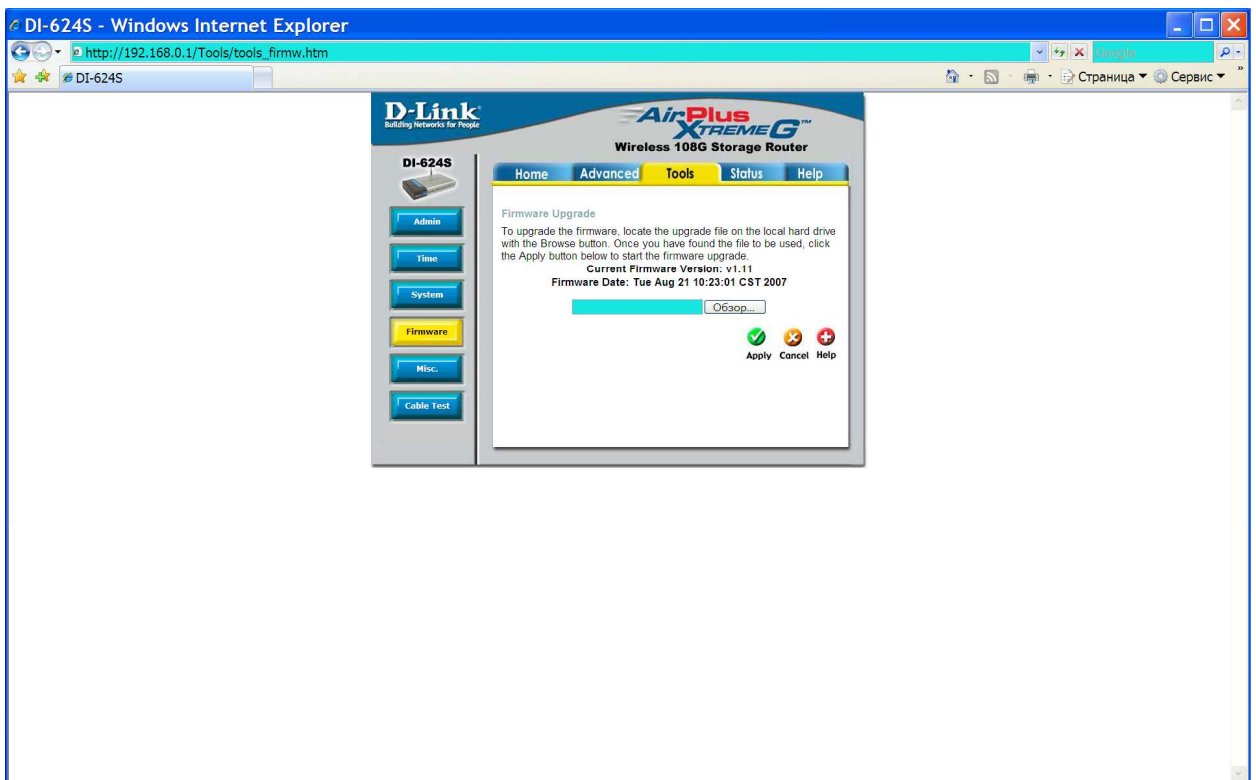 DI-624S - Windows Internet Explorer
http://192.168.0.1/Tools/tools_firmw.htm
Google
DI-624S
Страница
Сервис
D-Link
Building Networks for People
AirPlus
XTREME G™
Wireless 108G Storage Router
DI-624S
Home Advanced Tools Status Help
Admin
Time
System
Firmware
Misc.
Cable Test
Firmware Upgrade
To upgrade the firmware, locate the upgrade file on the local hard drive
with the Browse button. Once you have found the file to be used, click
the Apply button below to start the firmware upgrade.
Current Firmware Version: v1.11
Firmware Date: Tue Aug 21 10:23:01 CST 2007
Обзор...
Apply Cancel Help